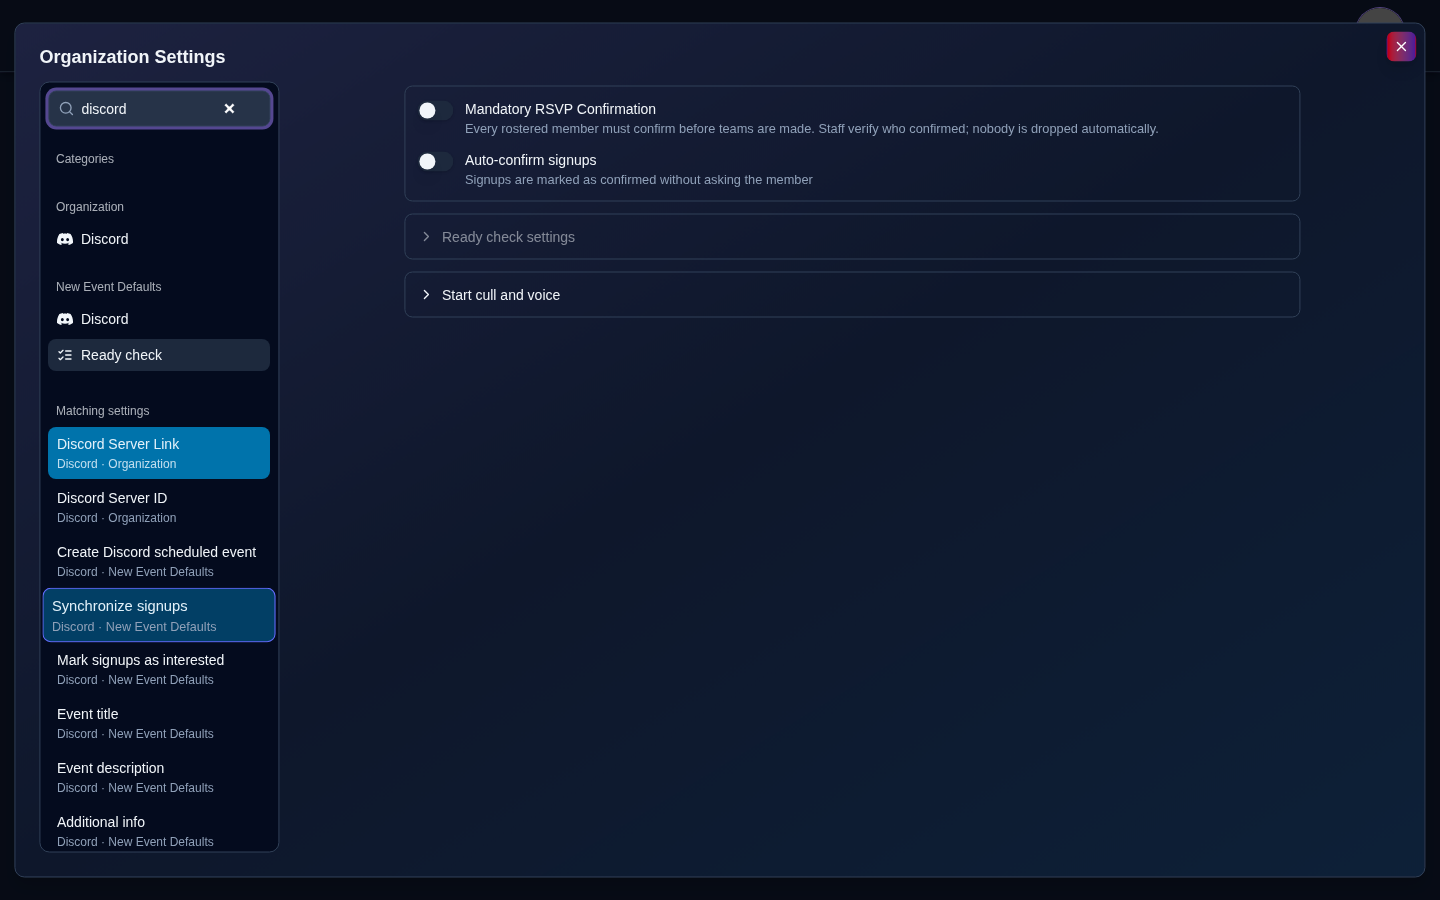 Organization Settings
discord
Categories
Organization
Discord
New Event Defaults
Discord
Ready check
Matching settings
Discord Server Link
Discord · Organization
Discord Server ID
Discord · Organization
Create Discord scheduled event
Discord · New Event Defaults
Synchronize signups
Discord · New Event Defaults
Mark signups as interested
Discord · New Event Defaults
Event title
Discord · New Event Defaults
Event description
Discord · New Event Defaults
Additional info
Discord · New Event Defaults
Mandatory RSVP Confirmation
Every rostered member must confirm before teams are made. Staff verify who confirmed; nobody is dropped automatically.
Auto-confirm signups
Signups are marked as confirmed without asking the member
Ready check settings
Start cull and voice